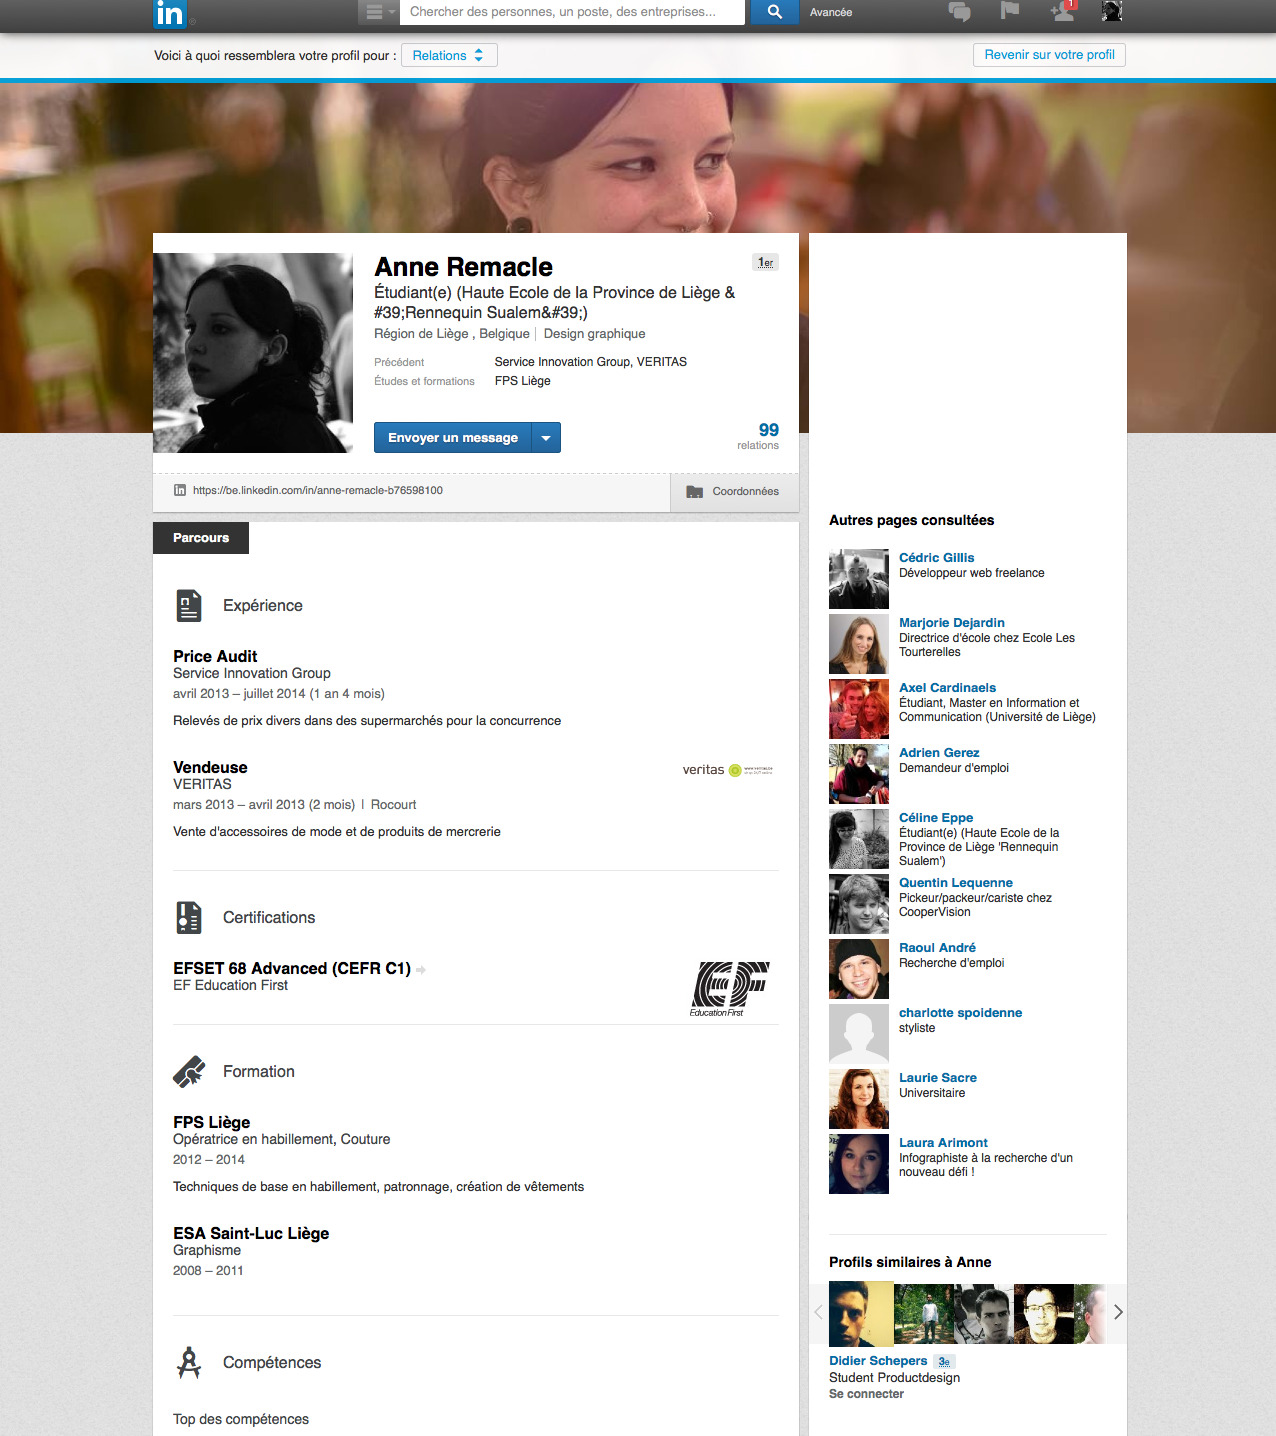 in
Chercher des personnes, un poste, des entreprises...
Avancée
1
Voici à quoi ressemblera votre profil pour :
Relations
Revenir sur votre profil
Anne Remacle
1er
Étudiant(e) (Haute Ecole de la Province de Liège &
#39;Rennequin Sualem&#39;)
Région de Liège , Belgique | Design graphique
Précédent
Service Innovation Group, VERITAS
Études et formations
FPS Liège
Envoyer un message
99
relations
https://be.linkedin.com/in/anne-remacle-b76598100
Coordonnées
Parcours
Expérience
Price Audit
Service Innovation Group
avril 2013 – juillet 2014 (1 an 4 mois)
Relevés de prix divers dans des supermarchés pour la concurrence
Vendeuse
veritas
VERITAS
mars 2013 – avril 2013 (2 mois) | Rocourt
Vente d'accessoires de mode et de produits de mercrerie
Certifications
EFSET 68 Advanced (CEFR C1)
EF Education First
EF
Education First
Formation
FPS Liège
Opératrice en habillement, Couture
2012 – 2014
Techniques de base en habillement, patronnage, création de vêtements
ESA Saint-Luc Liège
Graphisme
2008 – 2011
Compétences
Top des compétences
Autres pages consultées
Cédric Gillis
Développeur web freelance
Marjorie Dejardin
Directrice d'école chez Ecole Les
Tourterelles
Axel Cardinaels
Étudiant, Master en Information et
Communication (Université de Liège)
Adrien Gerez
Demandeur d'emploi
Céline Eppe
Étudiant(e) (Haute Ecole de la
Province de Liège 'Rennequin
Sualem')
Quentin Lequenne
Pickeur/packeur/cariste chez
CooperVision
Raoul André
Recherche d'emploi
charlotte spoidenne
styliste
Laurie Sacre
Universitaire
Laura Arimont
Infographiste à la recherche d'un
nouveau défi !
Profils similaires à Anne
Didier Schepers 3e
Student Productdesign
Se connecter